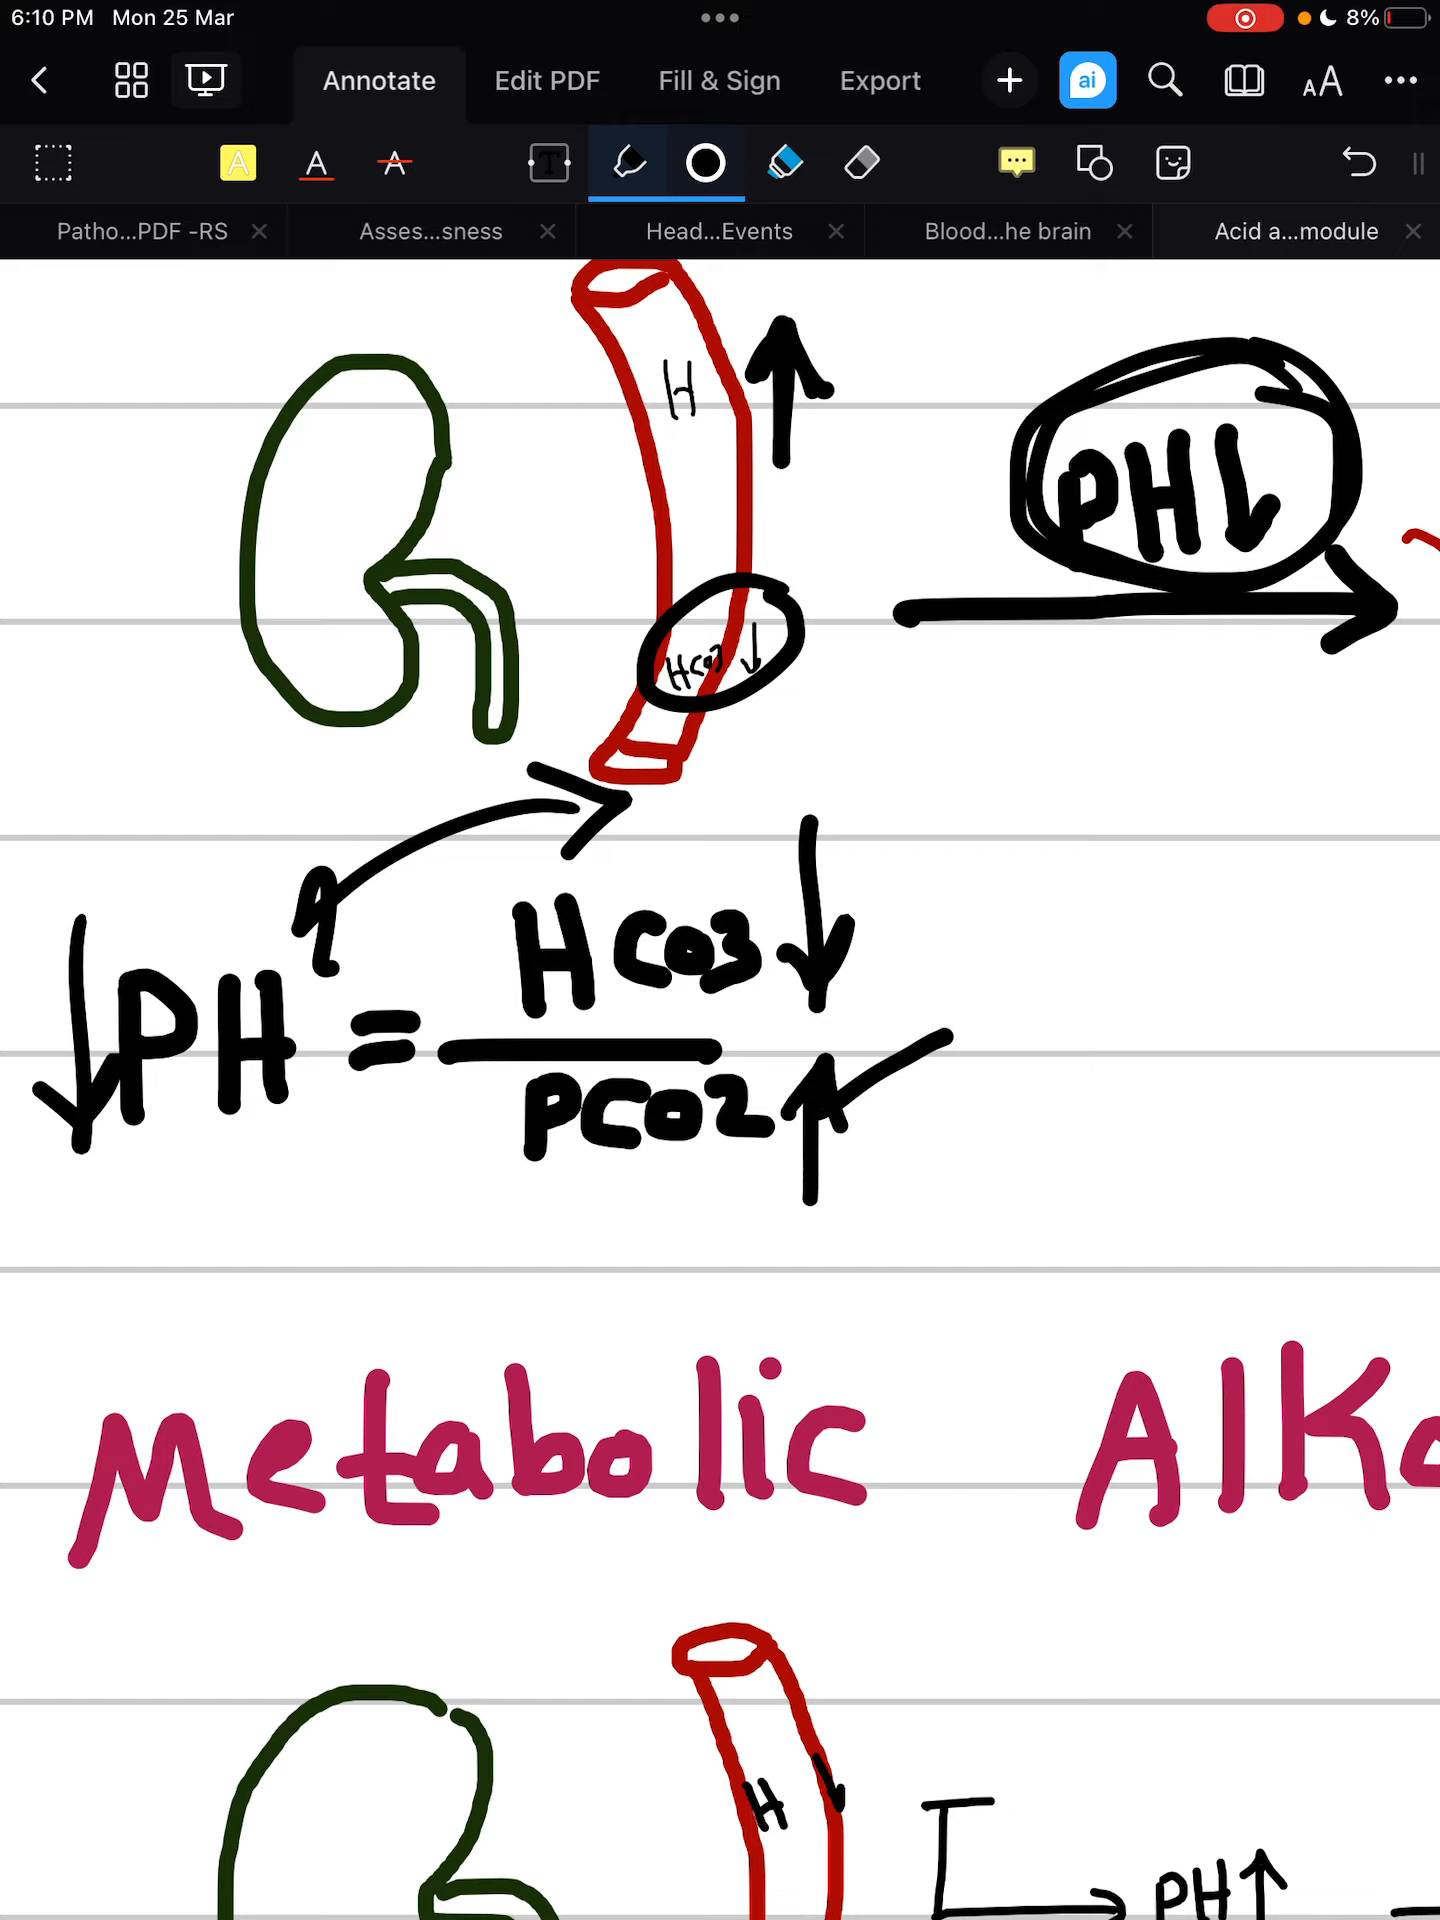 6:10 PM Mon 25 Mar
8%
Annotate Edit PDF Fill & Sign Export
ai
AA
A A A T
Patho...PDF -RS Asses...sness Head...Events Blood...he brain Acid a...module
H
PH↓
HCO3 ↓
↓PH = HCO3↓
PCO2↑
Metabolic Alk
H
PH↑